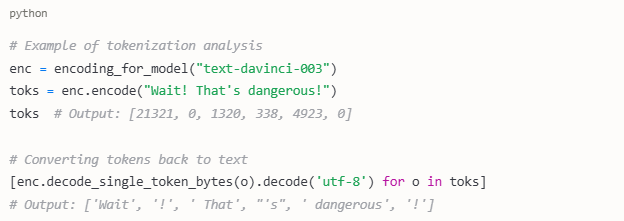 python
# Example of tokenization analysis
enc = encoding_for_model("text-davinci-003")
toks = enc.encode("Wait! That's dangerous!")
toks  # Output: [21321, 0, 1320, 338, 4923, 0]
# Converting tokens back to text
[enc.decode_single_token_bytes(o).decode('utf-8') for o in toks]
# Output: ['Wait', '!', ' That', "'s", ' dangerous', '!']